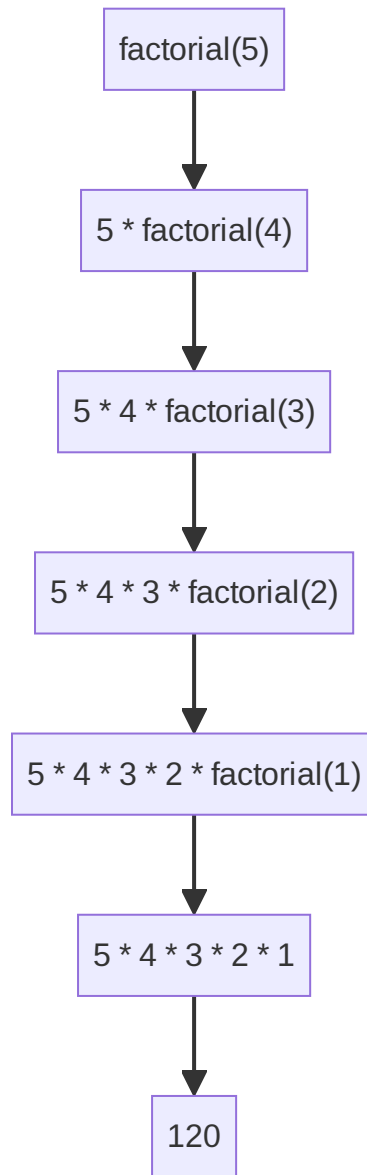 factorial(5)
5 * factorial(4)
5 * 4 * factorial(3)
5 * 4 * 3 * factorial(2)
5 * 4 * 3 * 2 * factorial(1)
5 * 4 * 3 * 2 * 1
120